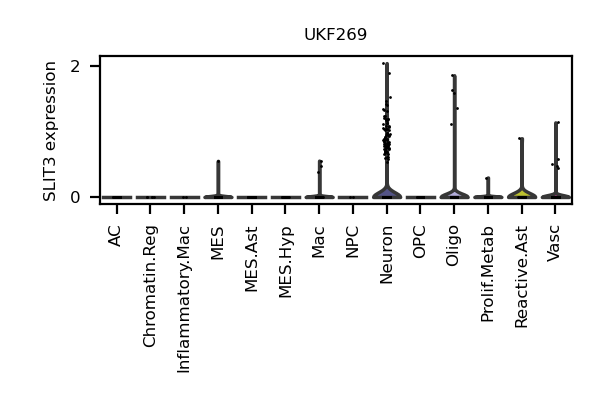 UKF269
SLIT3 expression
2
0
AC
Chromatin.Reg
Inflammatory.Mac
MES
MES.Ast
MES.Hyp
Mac
NPC
Neuron
OPC
Oligo
Prolif.Metab
Reactive.Ast
Vasc